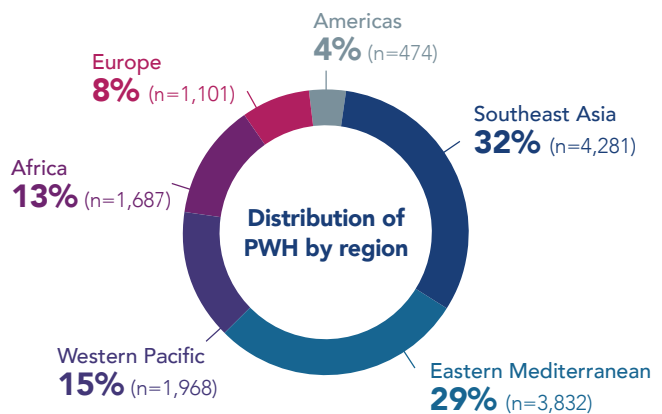 Americas
4% (n=474)
Europe
8% (n=1,101)
Southeast Asia
32% (n=4,281)
Africa
13% (n=1,687)
Distribution of
PWH by region
Western Pacific
15% (n=1,968)
Eastern Mediterranean
29% (n=3,832)